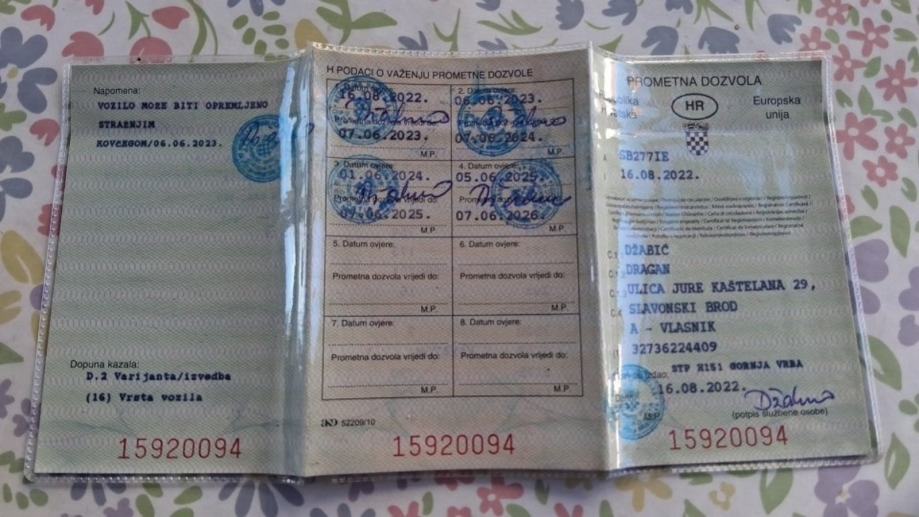 Napomena:
VOZILO MOŽE BITI OPREMLJENO
STRAŽNJIM
KOVČEGOM/06.06.2023.
Dopuna kazala:
D.2 Varijanta/izvedba
(16) Vrsta vozila
15920094
H PODACI O VAŽENJU PROMETNE DOZVOLE
16.08.2022.
07.06.2023.
M.P.
2. Datum ovjere:
06.06.2023.
07.06.2024.
M.P.
3. Datum ovjere:
01.06.2024.
07.06.2025.
M.P.
4. Datum ovjere:
05.06.2025.
07.06.2026.
M.P.
5. Datum ovjere:
Prometna dozvola vrijedi do:
M.P.
6. Datum ovjere:
Prometna dozvola vrijedi do:
M.P.
7. Datum ovjere:
Prometna dozvola vrijedi do:
M.P.
8. Datum ovjere:
Prometna dozvola vrijedi do:
M.P.
AKD 52209/10
15920094
PROMETNA DOZVOLA
HR
Europska
unija
A
SB277IE
16.08.2022.
DŽABIĆ
DRAGAN
ULICA JURE KAŠTELANA 29,
SLAVONSKI BROD
A - VLASNIK
32736224409
STP H151 GORNJA VRBA
16.08.2022.
(potpis službene osobe)
15920094